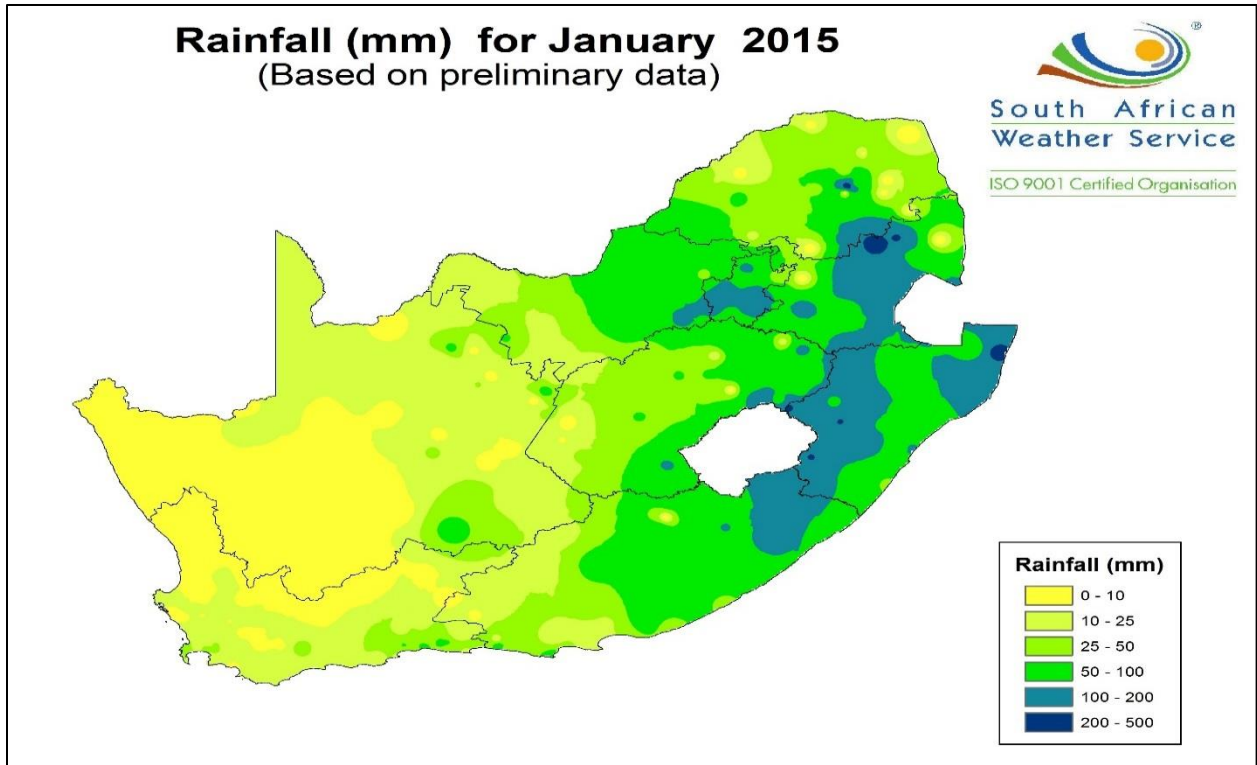 Rainfall (mm) for January 2015
(Based on preliminary data)
®
South African
Weather Service
ISO 9001 Certified Organisation
Rainfall (mm)
0 - 10
10 - 25
25 - 50
50 - 100
100 - 200
200 - 500